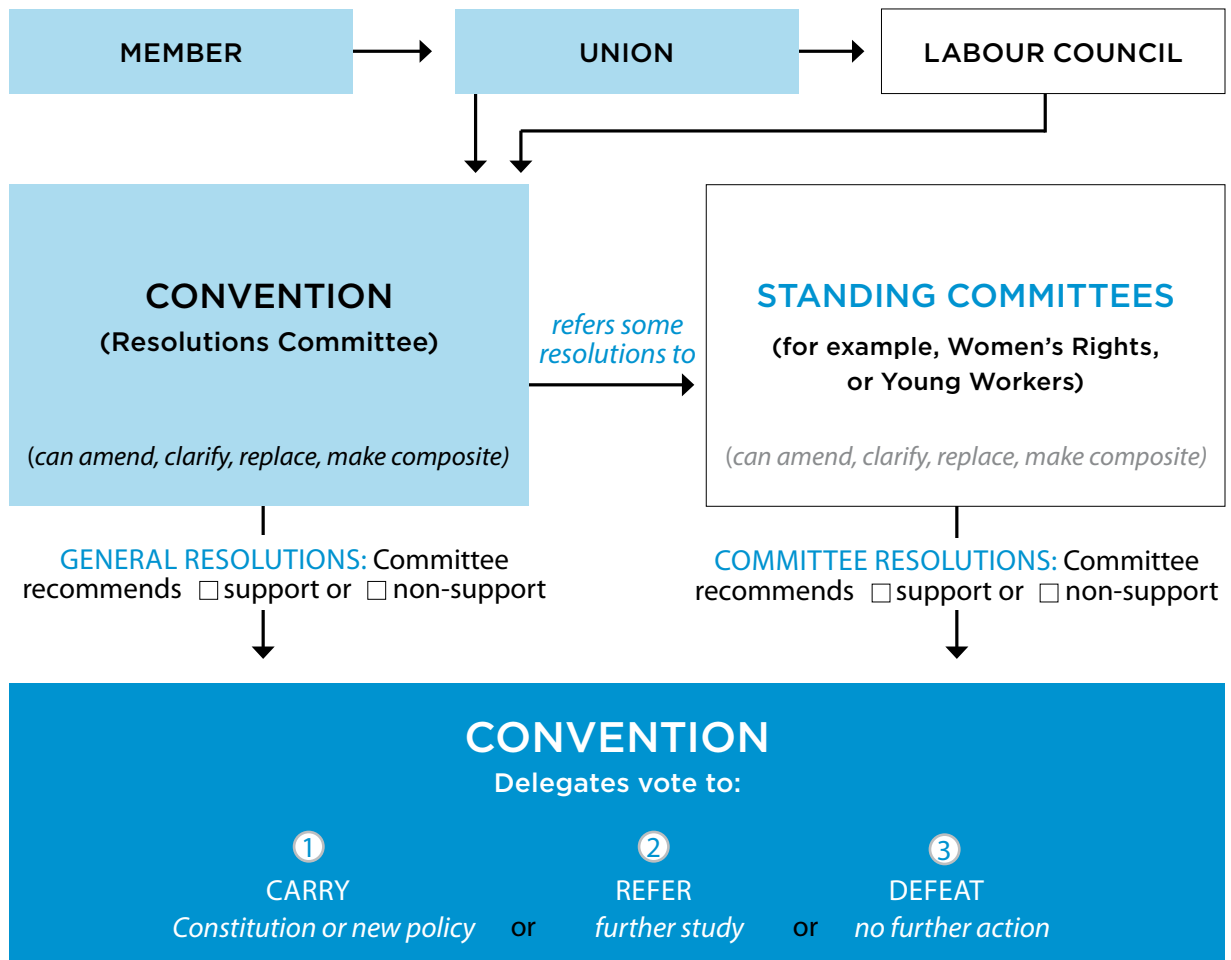 MEMBER
UNION
LABOUR COUNCIL
CONVENTION
(Resolutions Committee)
(can amend, clarify, replace, make composite)
refers some
resolutions to
STANDING COMMITTEES
(for example, Women’s Rights,
or Young Workers)
(can amend, clarify, replace, make composite)
GENERAL RESOLUTIONS: Committee
recommends ☐ support or ☐ non-support
COMMITTEE RESOLUTIONS: Committee
recommends ☐ support or ☐ non-support
CONVENTION
Delegates vote to:
1
CARRY
Constitution or new policy
or
2
REFER
further study
or
3
DEFEAT
no further action